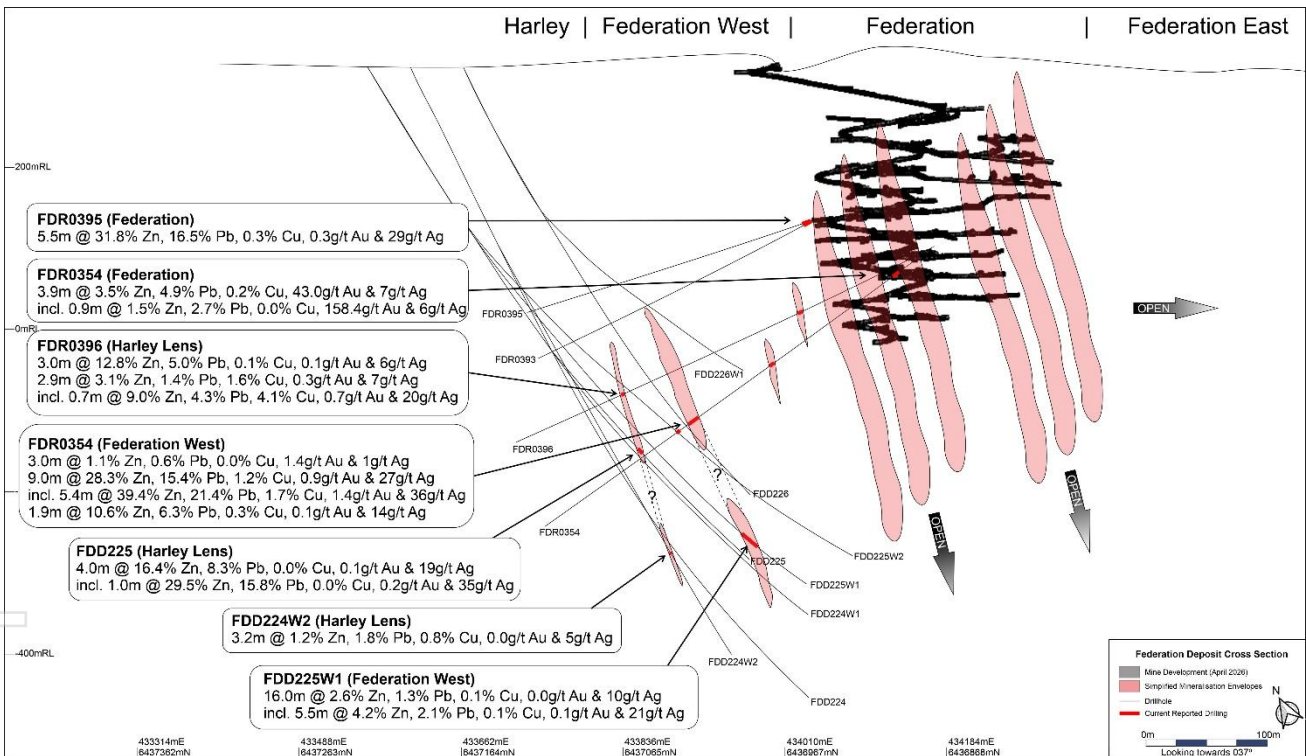 Harley | Federation West | Federation | Federation East
200mRL
FDR0395 (Federation)
5.5m @ 31.8% Zn, 16.5% Pb, 0.3% Cu, 0.3g/t Au & 29g/t Ag
FDR0354 (Federation)
3.9m @ 3.5% Zn, 4.9% Pb, 0.2% Cu, 43.0g/t Au & 7g/t Ag
incl. 0.9m @ 1.5% Zn, 2.7% Pb, 0.0% Cu, 158.4g/t Au & 6g/t Ag
FDR0395
0mRL
OPEN
FDR0396 (Harley Lens)
3.0m @ 12.8% Zn, 5.0% Pb, 0.1% Cu, 0.1g/t Au & 6g/t Ag
2.9m @ 3.1% Zn, 1.4% Pb, 1.6% Cu, 0.3g/t Au & 7g/t Ag
incl. 0.7m @ 9.0% Zn, 4.3% Pb, 4.1% Cu, 0.7g/t Au & 20g/t Ag
FDR0393
FDD226W1
FDR0396
FDR0354 (Federation West)
3.0m @ 1.1% Zn, 0.6% Pb, 0.0% Cu, 1.4g/t Au & 1g/t Ag
9.0m @ 28.3% Zn, 15.4% Pb, 1.2% Cu, 0.9g/t Au & 27g/t Ag
incl. 5.4m @ 39.4% Zn, 21.4% Pb, 1.7% Cu, 1.4g/t Au & 36g/t Ag
1.9m @ 10.6% Zn, 6.3% Pb, 0.3% Cu, 0.1g/t Au & 14g/t Ag
? ?
FDD226
FDR0354
OPEN
OPEN
FDD225 (Harley Lens)
4.0m @ 16.4% Zn, 8.3% Pb, 0.0% Cu, 0.1g/t Au & 19g/t Ag
incl. 1.0m @ 29.5% Zn, 15.8% Pb, 0.0% Cu, 0.2g/t Au & 35g/t Ag
FDD225
FDD225W2
FDD225W1
FDD224W1
FDD224W2 (Harley Lens)
3.2m @ 1.2% Zn, 1.8% Pb, 0.8% Cu, 0.0g/t Au & 5g/t Ag
-400mRL
FDD224W2
FDD225W1 (Federation West)
16.0m @ 2.6% Zn, 1.3% Pb, 0.1% Cu, 0.0g/t Au & 10g/t Ag
incl. 5.5m @ 4.2% Zn, 2.1% Pb, 0.1% Cu, 0.1g/t Au & 21g/t Ag
FDD224
Federation Deposit Cross Section
Mine Development (April 2026)
Simplified Mineralisation Envelopes
Drillhole
Current Reported Drilling
N
0m 100m
Looking towards 037°
433314mE 433488mE 433662mE 433836mE 434010mE 434184mE
6437362mN 6437263mN 6437164mN 6437065mN 6436967mN 6436868mN